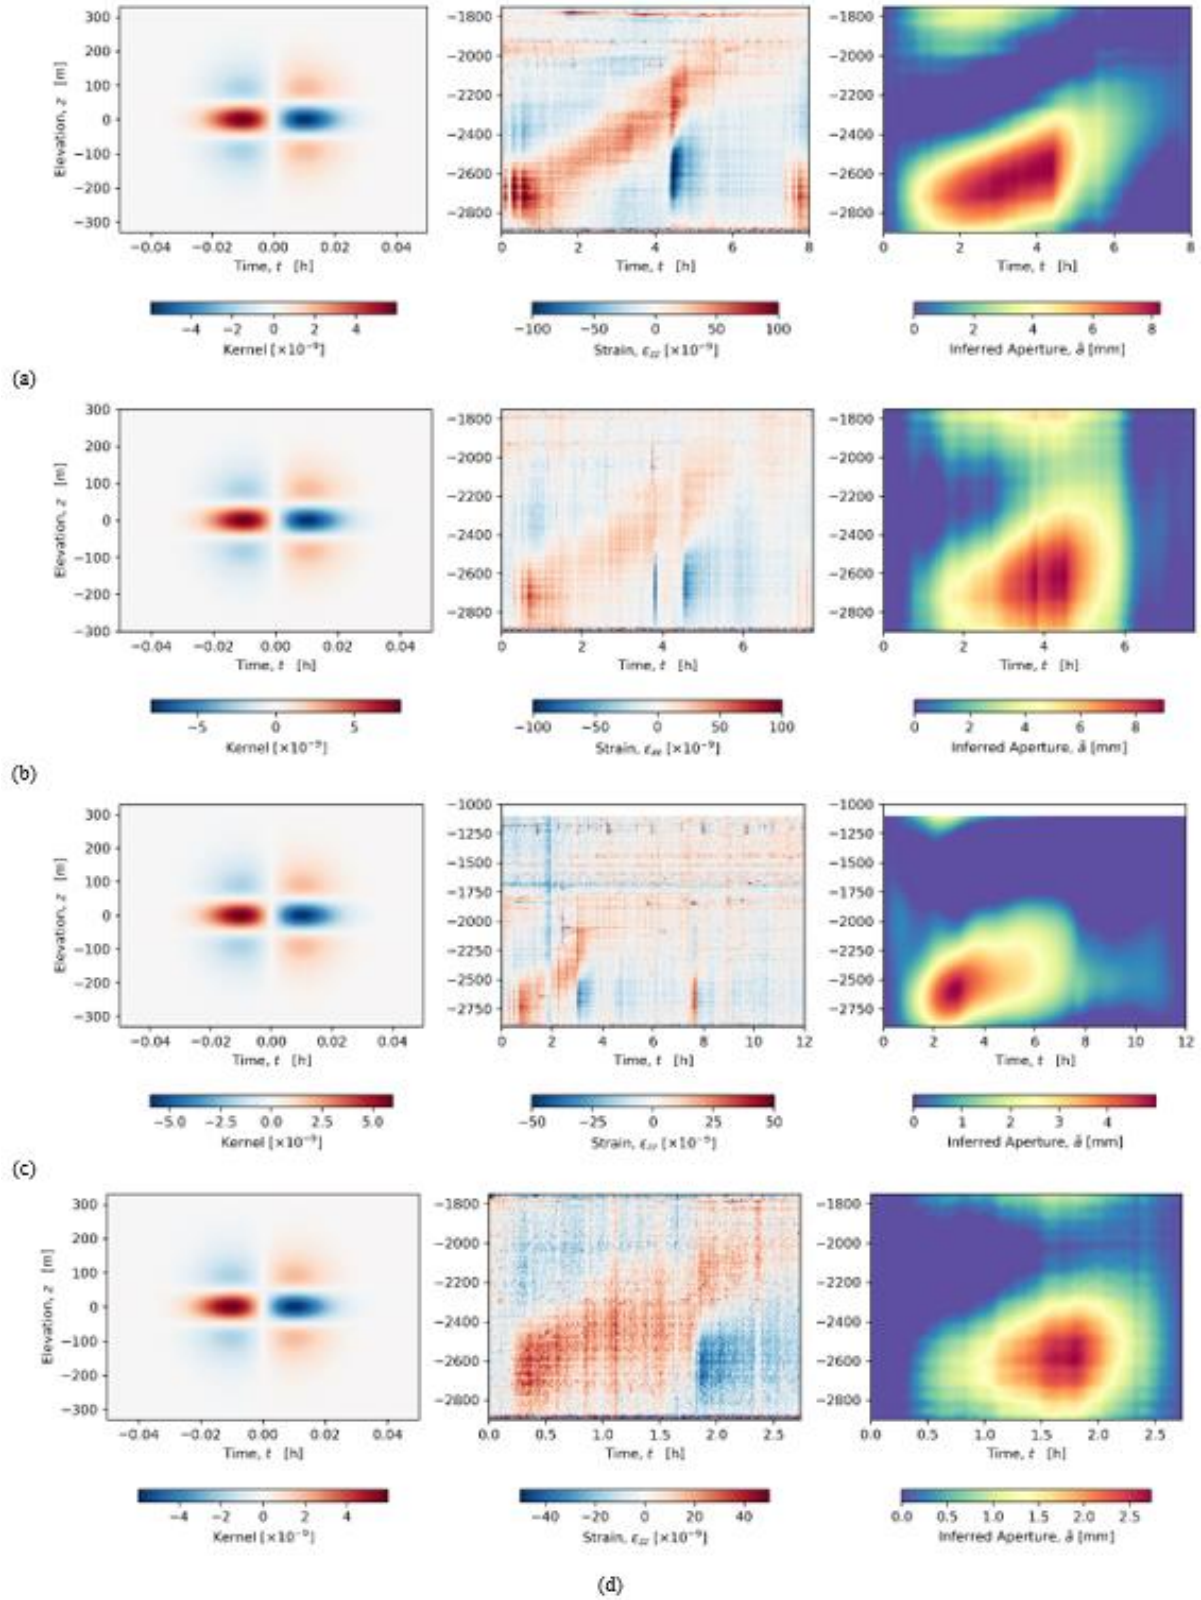 300
200
100
0
−100
−200
−300
Elevation, z [m]
−0.04 −0.02 0.00 0.02 0.04
Time, t [h]
−4 −2 0 2 4
Kernel [×10⁻⁹]
−1800
−2000
−2200
−2400
−2600
−2800
0 2 4 6 8
Time, t [h]
−100 −50 0 50 100
Strain, εzz [×10⁻⁹]
−1800
−2000
−2200
−2400
−2600
−2800
0 2 4 6 8
Time, t [h]
0 2 4 6 8
Inferred Aperture, â [mm]
(a)
300
200
100
0
−100
−200
−300
Elevation, z [m]
−0.04 −0.02 0.00 0.02 0.04
Time, t [h]
−5 0 5
Kernel [×10⁻⁹]
−1800
−2000
−2200
−2400
−2600
−2800
0 2 4 6
Time, t [h]
−100 −50 0 50 100
Strain, εzz [×10⁻⁹]
−1800
−2000
−2200
−2400
−2600
−2800
0 2 4 6
Time, t [h]
0 2 4 6 8
Inferred Aperture, â [mm]
(b)
300
200
100
0
−100
−200
−300
Elevation, z [m]
−0.04 −0.02 0.00 0.02 0.04
Time, t [h]
−5.0 −2.5 0.0 2.5 5.0
Kernel [×10⁻⁹]
−1000
−1250
−1500
−1750
−2000
−2250
−2500
−2750
0 2 4 6 8 10 12
Time, t [h]
−50 −25 0 25 50
Strain, εzz [×10⁻⁹]
−1000
−1250
−1500
−1750
−2000
−2250
−2500
−2750
0 2 4 6 8 10 12
Time, t [h]
0 1 2 3 4
Inferred Aperture, â [mm]
(c)
300
200
100
0
−100
−200
−300
Elevation, z [m]
−0.04 −0.02 0.00 0.02 0.04
Time, t [h]
−4 −2 0 2 4
Kernel [×10⁻⁹]
−1800
−2000
−2200
−2400
−2600
−2800
0.0 0.5 1.0 1.5 2.0 2.5
Time, t [h]
−40 −20 0 20 40
Strain, εzz [×10⁻⁹]
−1800
−2000
−2200
−2400
−2600
−2800
0.0 0.5 1.0 1.5 2.0 2.5
Time, t [h]
0.0 0.5 1.0 1.5 2.0 2.5
Inferred Aperture, â [mm]
(d)